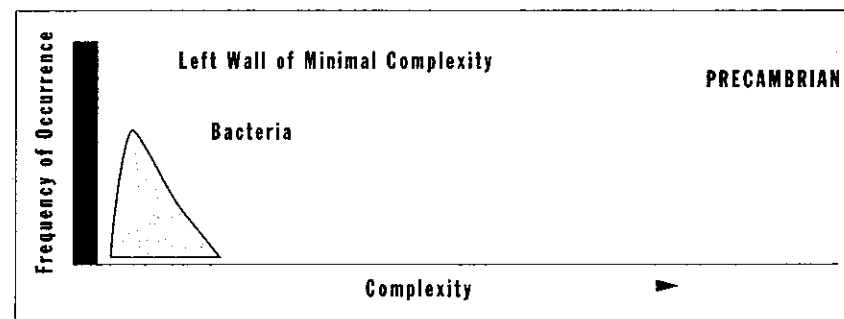 Left Wall of Minimal Complexity
PRECAMBRIAN
Frequency of Occurrence
Bacteria
Complexity